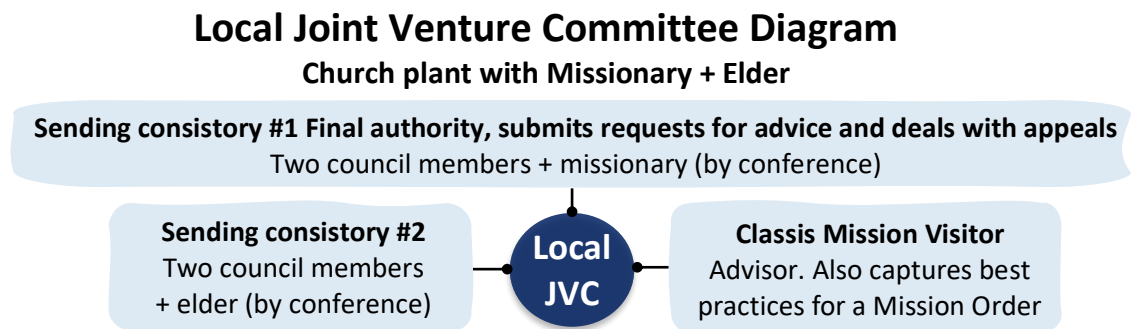 Local Joint Venture Committee Diagram
Church plant with Missionary + Elder
Sending consistory #1 Final authority, submits requests for advice and deals with appeals
Two council members + missionary (by conference)
Sending consistory #2
Two council members
+ elder (by conference)
Local
JVC
Classis Mission Visitor
Advisor. Also captures best
practices for a Mission Order